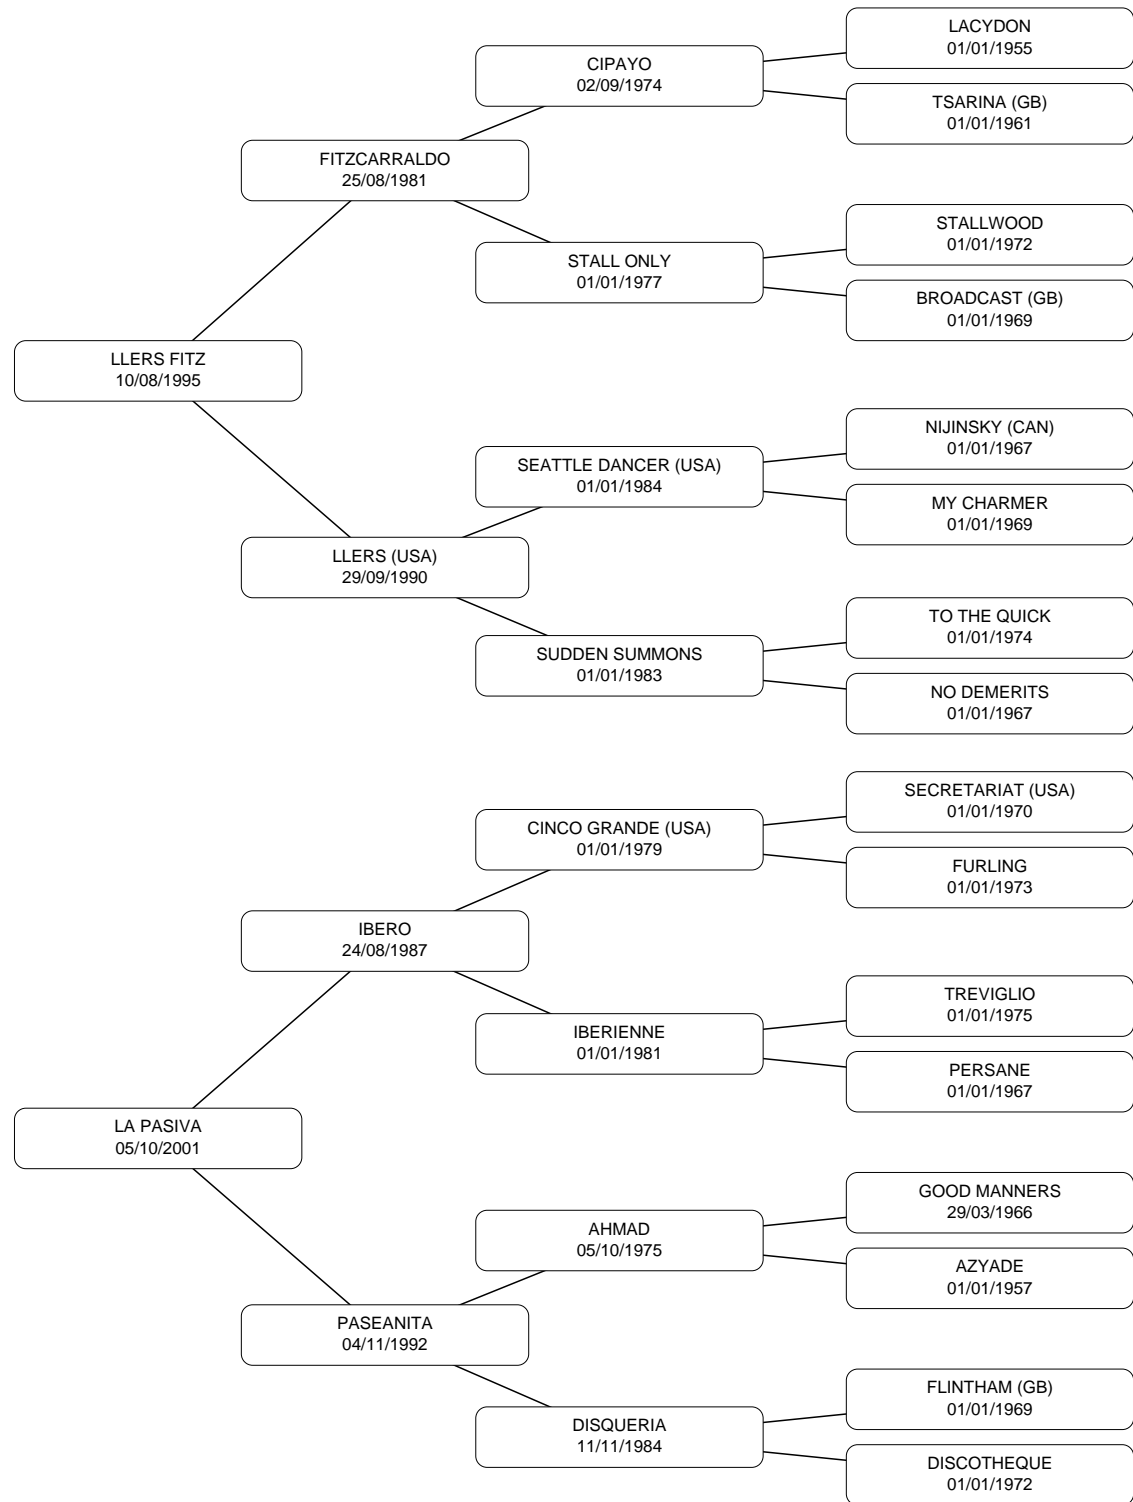 LACYDON
01/01/1955
CIPAYO
02/09/1974
TSARINA (GB)
01/01/1961
FITZCARRALDO
25/08/1981
STALLWOOD
01/01/1972
STALL ONLY
01/01/1977
BROADCAST (GB)
01/01/1969
LLERS FITZ
10/08/1995
NIJINSKY (CAN)
01/01/1967
SEATTLE DANCER (USA)
01/01/1984
MY CHARMER
01/01/1969
LLERS (USA)
29/09/1990
TO THE QUICK
01/01/1974
SUDDEN SUMMONS
01/01/1983
NO DEMERITS
01/01/1967
SECRETARIAT (USA)
01/01/1970
CINCO GRANDE (USA)
01/01/1979
FURLING
01/01/1973
IBERO
24/08/1987
TREVIGLIO
01/01/1975
IBERIENNE
01/01/1981
PERSANE
01/01/1967
LA PASIVA
05/10/2001
GOOD MANNERS
29/03/1966
AHMAD
05/10/1975
AZYADE
01/01/1957
PASEANITA
04/11/1992
FLINTHAM (GB)
01/01/1969
DISQUERIA
11/11/1984
DISCOTHEQUE
01/01/1972